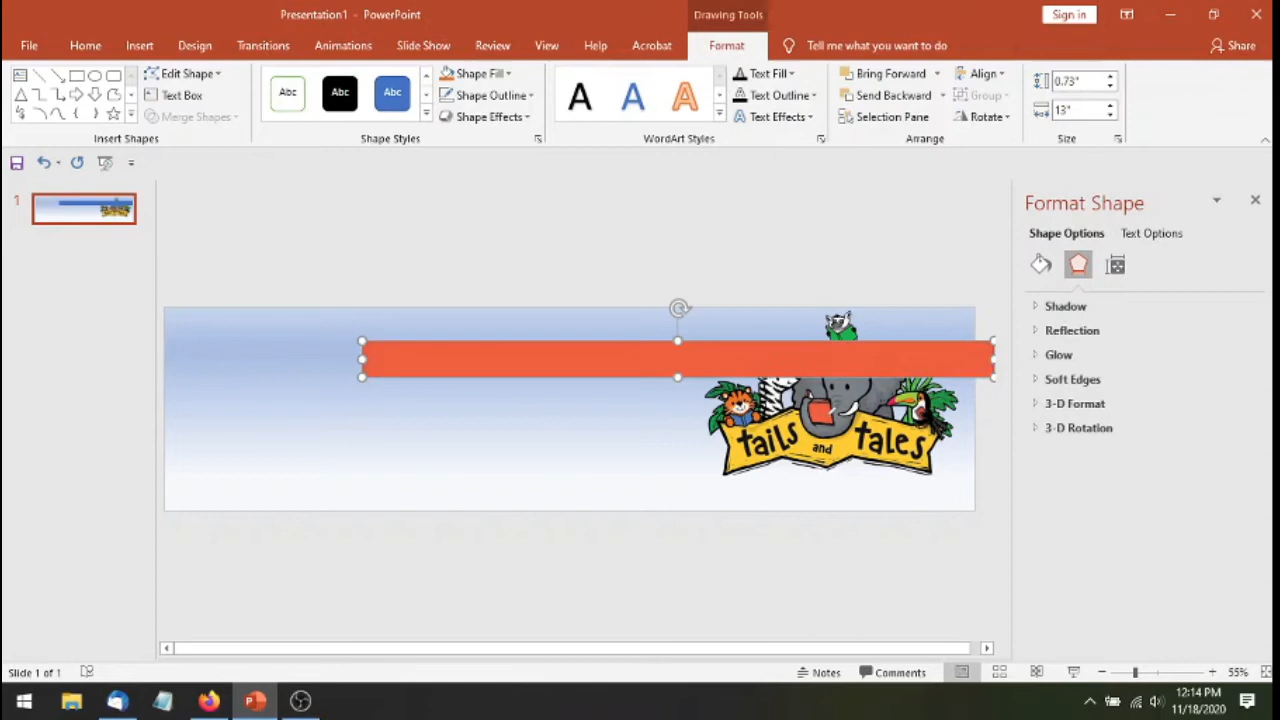 Presentation1 - PowerPoint
Drawing Tools
Sign in
File
Home
Insert
Design
Transitions
Animations
Slide Show
Review
View
Help
Acrobat
Format
Tell me what you want to do
Share
Edit Shape
Text Box
Merge Shapes
Insert Shapes
Abc
Abc
Abc
Shape Fill
Shape Outline
Shape Effects
Shape Styles
A
A
A
Text Fill
Text Outline
Text Effects
WordArt Styles
Bring Forward
Send Backward
Selection Pane
Align
Group
Rotate
Arrange
0.73"
13"
Size
1
Format Shape
Shape Options
Text Options
Shadow
Reflection
Glow
Soft Edges
3-D Format
3-D Rotation
tails and tales
Slide 1 of 1
Notes
Comments
55%
12:14 PM
11/18/2020